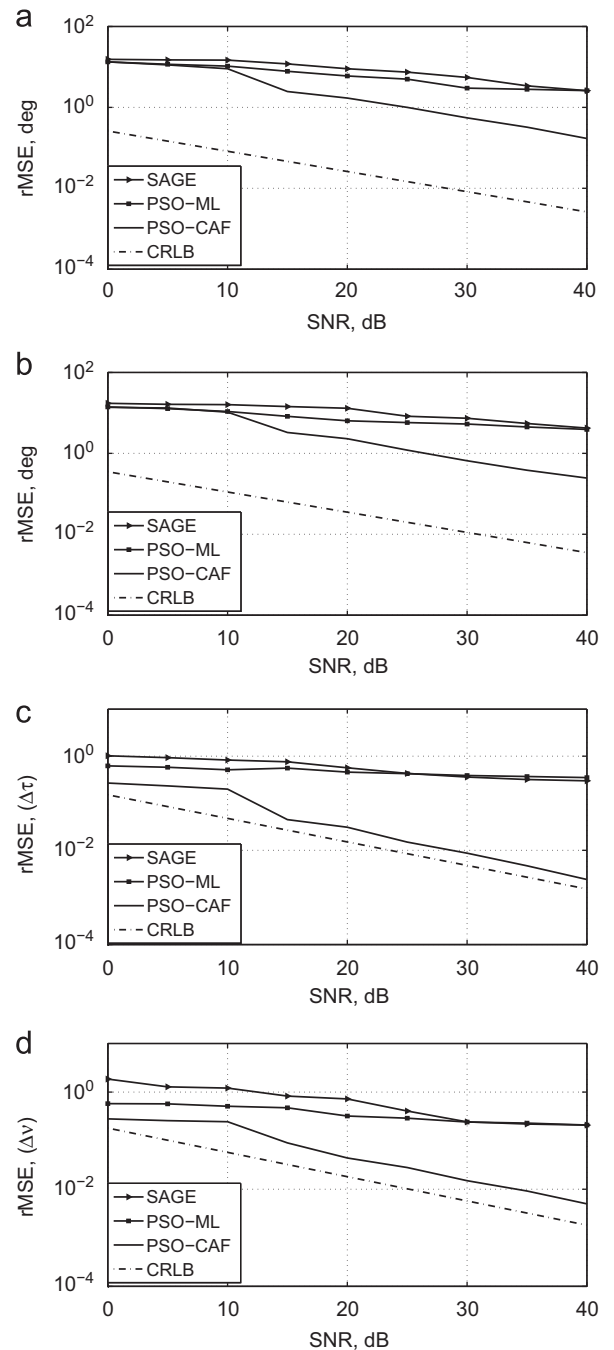 a
10^2
10^0
10^-2
10^-4
rMSE, deg
SAGE
PSO-ML
PSO-CAF
CRLB
0 10 20 30 40
SNR, dB
b
10^2
10^0
10^-2
10^-4
rMSE, deg
SAGE
PSO-ML
PSO-CAF
CRLB
0 10 20 30 40
SNR, dB
c
10^0
10^-2
10^-4
rMSE, (Δτ)
SAGE
PSO-ML
PSO-CAF
CRLB
0 10 20 30 40
SNR, dB
d
10^0
10^-2
10^-4
rMSE, (Δν)
SAGE
PSO-ML
PSO-CAF
CRLB
0 10 20 30 40
SNR, dB